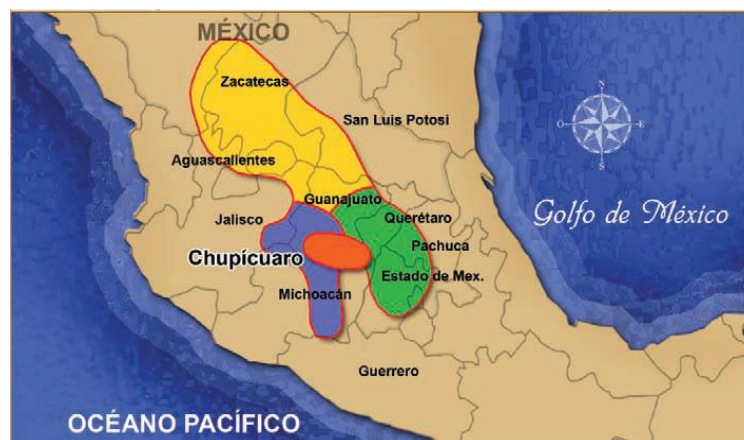 MÉXICO
Zacatecas
San Luis Potosi
Aguascalientes
Guanajuato
Jalisco
Querétaro
Golfo de México
Pachuca
Chupícuaro
Estado de Mex.
Michoacán
Guerrero
OCÉANO PACÍFICO
N
O
E
S